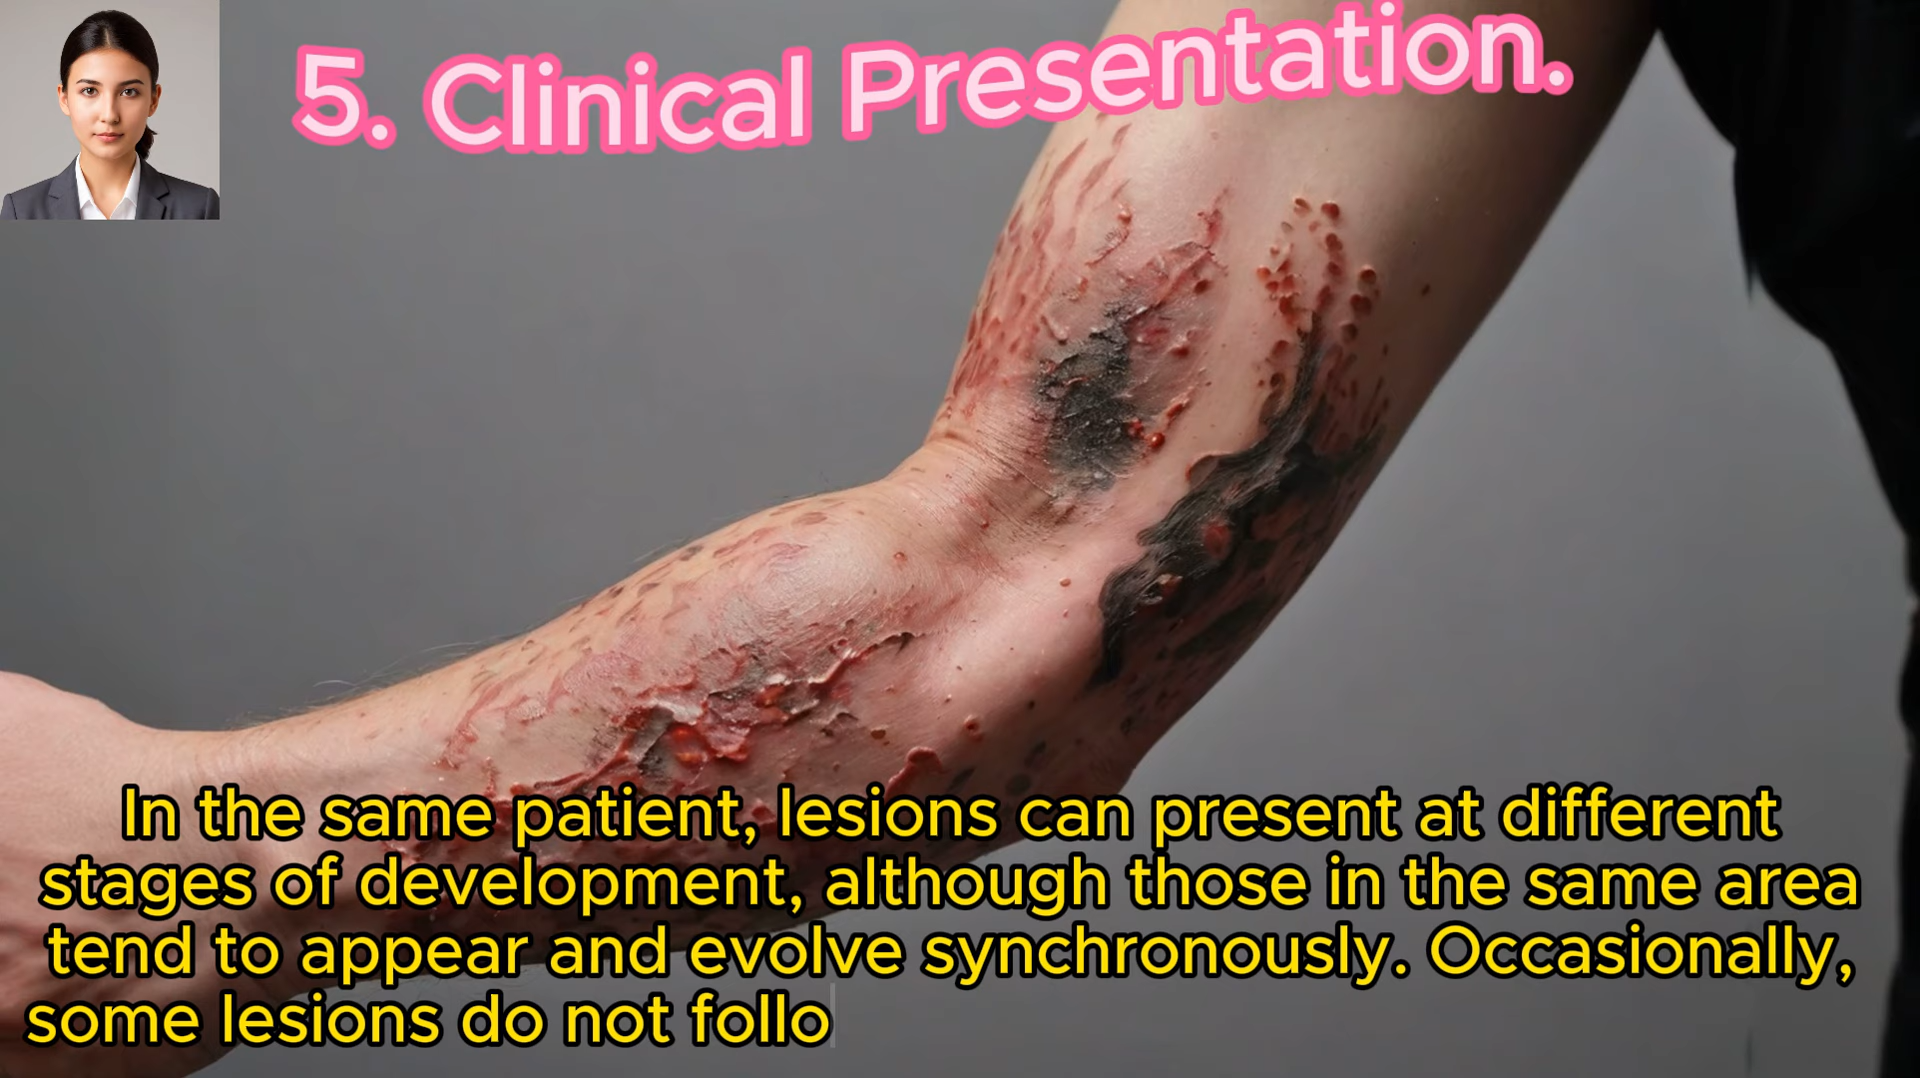 5. Clinical Presentation.
In the same patient, lesions can present at different
stages of development, although those in the same area
tend to appear and evolve synchronously. Occasionally,
some lesions do not follo